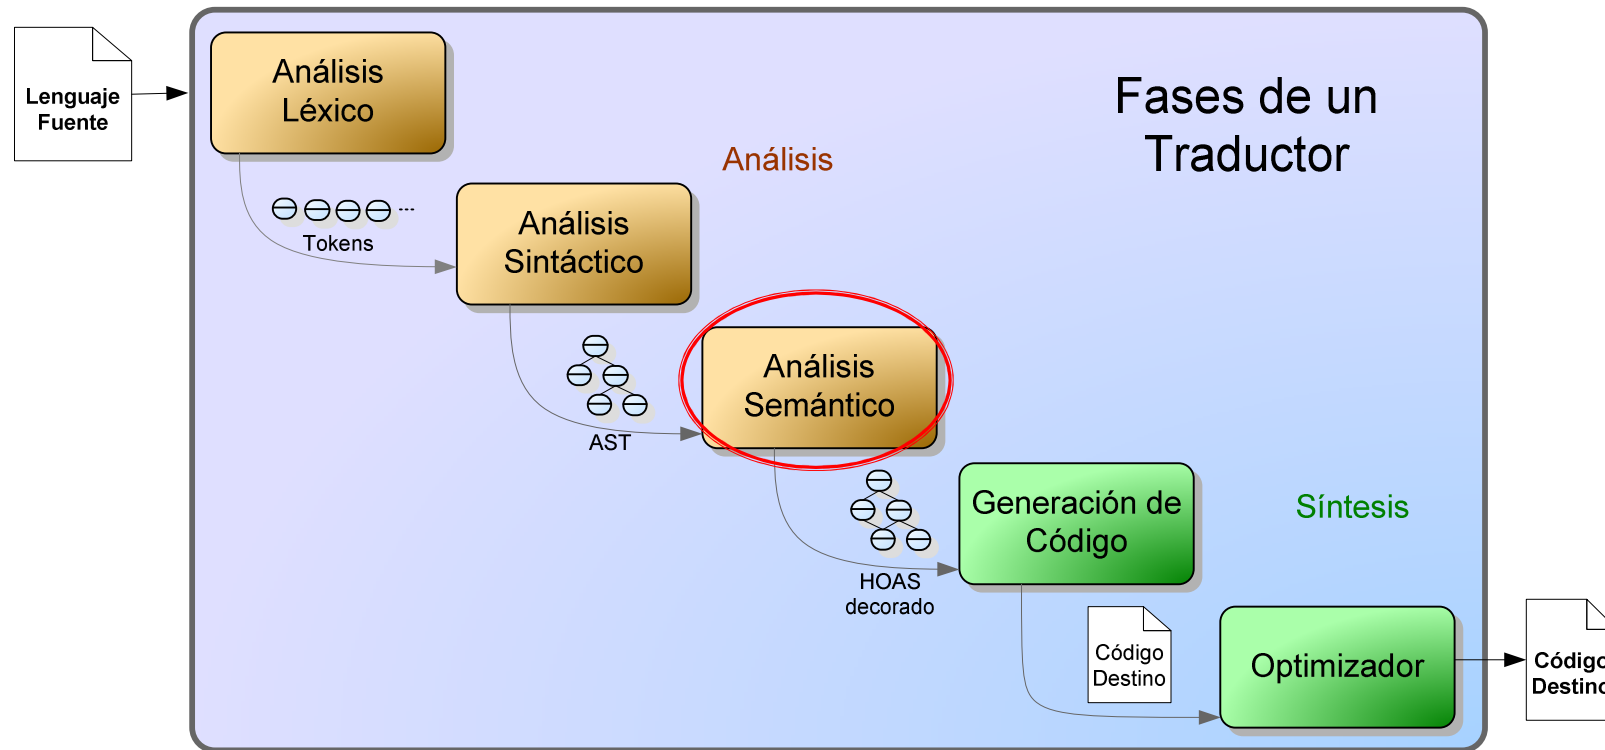 Lenguaje
Fuente
Análisis
Léxico
Fases de un
Traductor
Análisis
Tokens
...
Análisis
Sintáctico
AST
Análisis
Semántico
HOAS
decorado
Generación de
Código
Síntesis
Código
Destino
Optimizador
Código
Destino